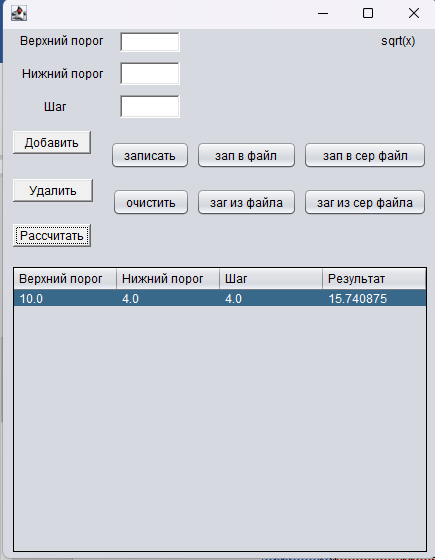 Верхний порог
sqrt(x)
Нижний порог
Шаг
Добавить
записать зап в файл зап в сер файл
Удалить
очистить заг из файла заг из сер файла
Рассчитать
Верхний порог Нижний порог Шаг Результат
10.0 4.0 4.0 15.740875